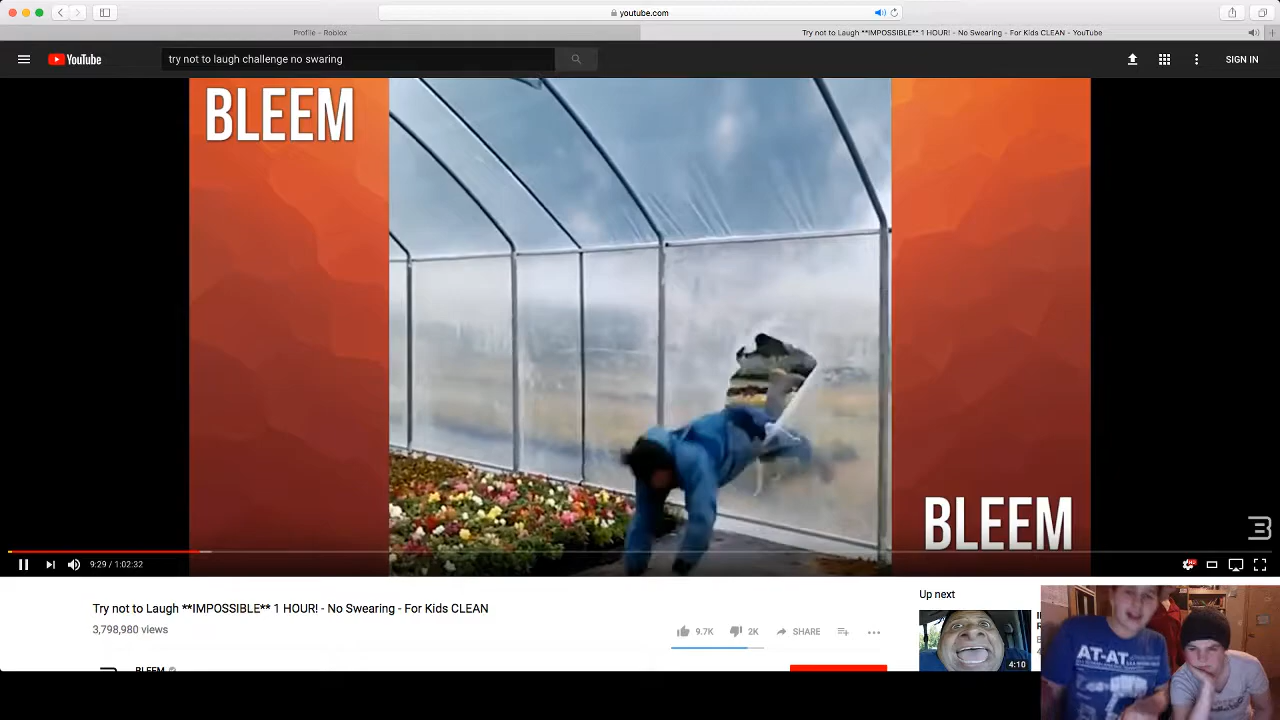 youtube.com
Profile - Roblox
Try not to Laugh **IMPOSSIBLE** 1 HOUR! - No Swearing - For Kids CLEAN - YouTube
YouTube
try not to laugh challenge no swaring
SIGN IN
BLEEM
BLEEM
9:29 / 1:02:32
HD
Try not to Laugh **IMPOSSIBLE** 1 HOUR! - No Swearing - For Kids CLEAN
3,798,980 views
9.7K
2K
SHARE
Up next
4:10
BLEEM
AT-AT